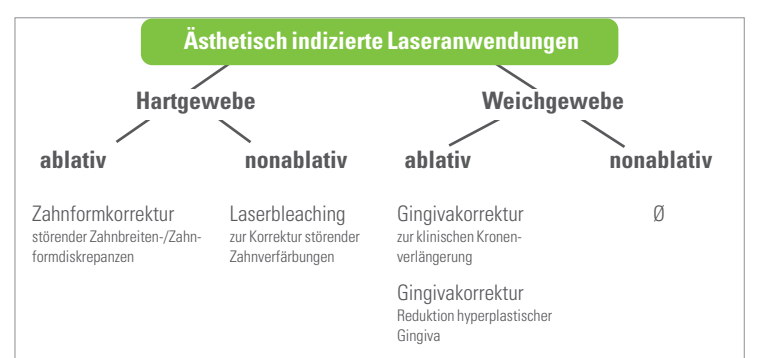 Ästhetisch indizierte Laseranwendungen
Hartgewebe
Weichgewebe
ablativ
nonablativ
ablativ
nonablativ
Zahnformkorrektur
störender Zahnbreiten-/Zahn-
formdiskrepanzen
Laserbleaching
zur Korrektur störender
Zahnverfärbungen
Gingivakorrektur
zur klinischen Kronen-
verlängerung
Gingivakorrektur
Reduktion hyperplastischer
Gingiva
Ø